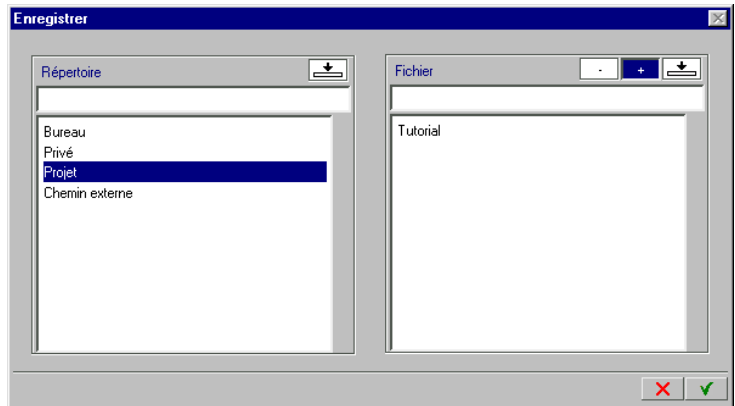 Enregistrer
Répertoire
Bureau
Privé
Projet
Chemin externe
Fichier
- +
Tutorial